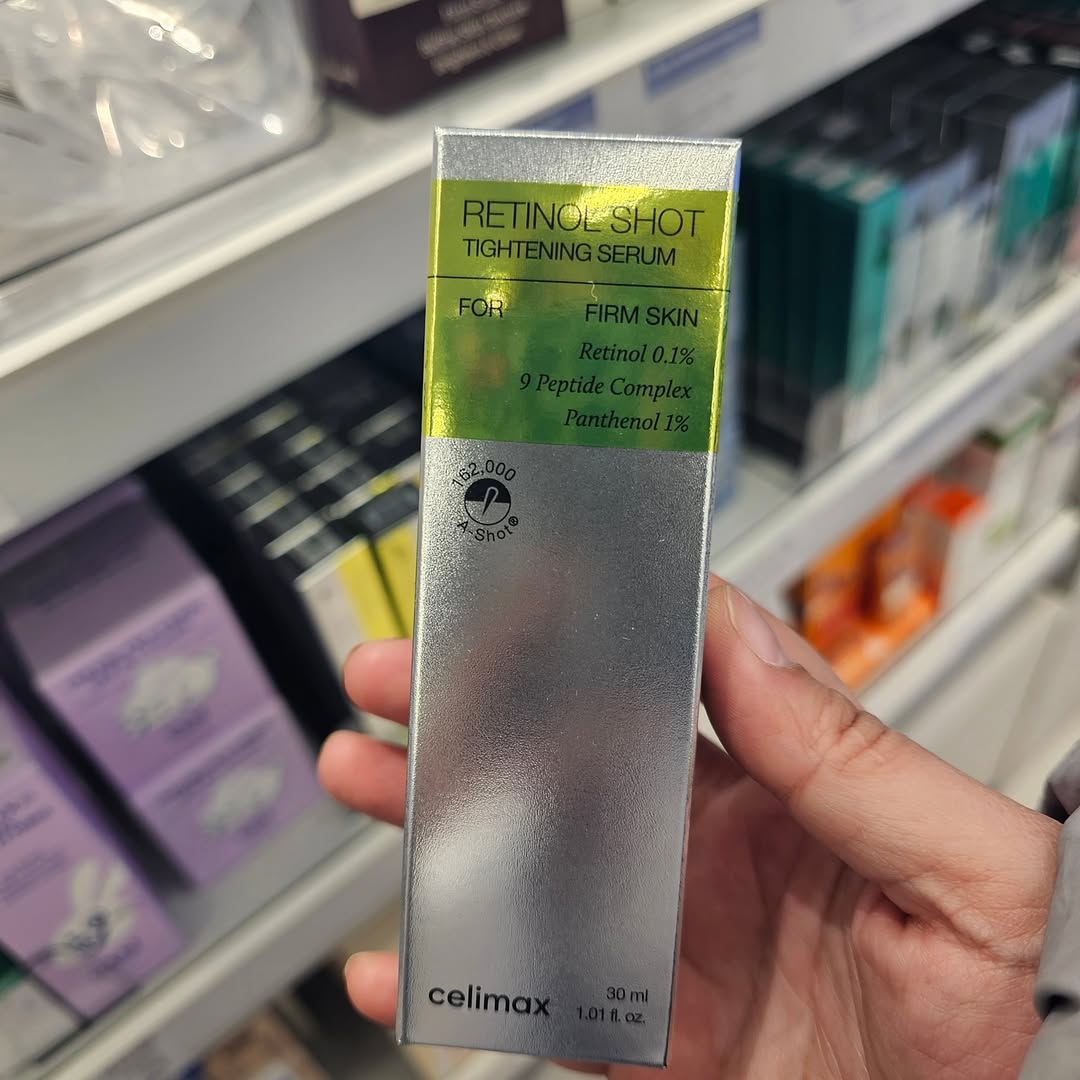 RETINOL SHOT
TIGHTENING SERUM
FOR FIRM SKIN
Retinol 0.1%
9 Peptide Complex
Panthenol 1%
162,000
A-Shot®
celimax
30 ml
1.01 fl. oz.